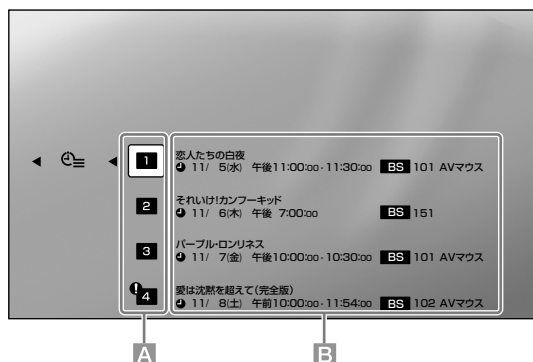 1 恋人たちの白夜
11/ 5(水) 午後11:00:00-11:30:00 BS 101 AVマウス
2 それいけ!カンフーキッド
11/ 6(木) 午後 7:00:00 BS 151
3 パープル・ロンリネス
11/ 7(金) 午後10:00:00-10:30:00 BS 101 AVマウス
! 4 愛は沈黙を超えて(完全版)
11/ 8(土) 午前10:00:00-11:54:00 BS 102 AVマウス
A B